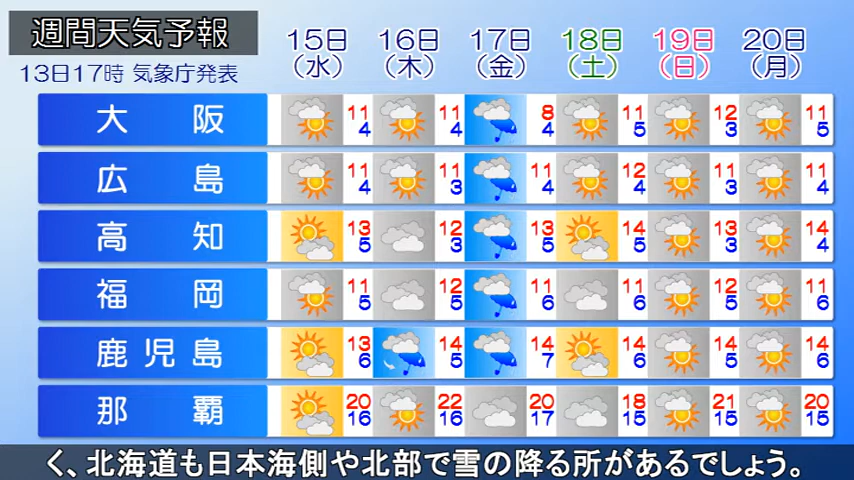 週間天気予報
13日17時 気象庁発表
15日 16日 17日 18日 19日 20日
（水） （木） （金） （土） （日） （月）
大阪 11 4 11 4 8 4 11 5 12 3 11 5
広島 11 4 11 3 11 4 12 4 11 3 11 4
高知 13 5 12 3 13 5 14 5 13 3 14 4
福岡 11 5 12 5 11 6 11 6 12 5 11 6
鹿児島 13 6 14 5 14 7 14 6 14 5 14 6
那覇 20 16 22 16 20 17 18 15 21 15 20 15
く、北海道も日本海側や北部で雪の降る所があるでしょう。